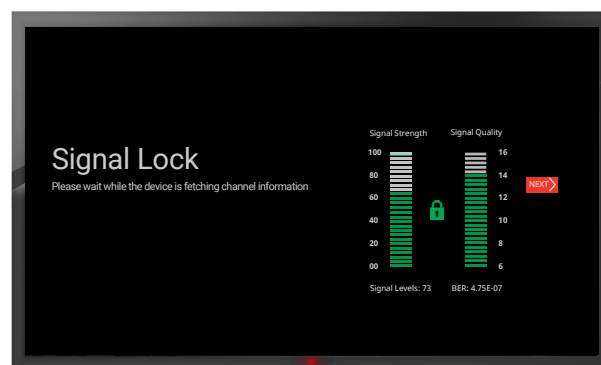 Signal Lock
Please wait while the device is fetching channel information
Signal Strength
Signal Quality
100
80
60
40
20
00
16
14
12
10
8
6
NEXT
Signal Levels: 73
BER: 4.75E-07